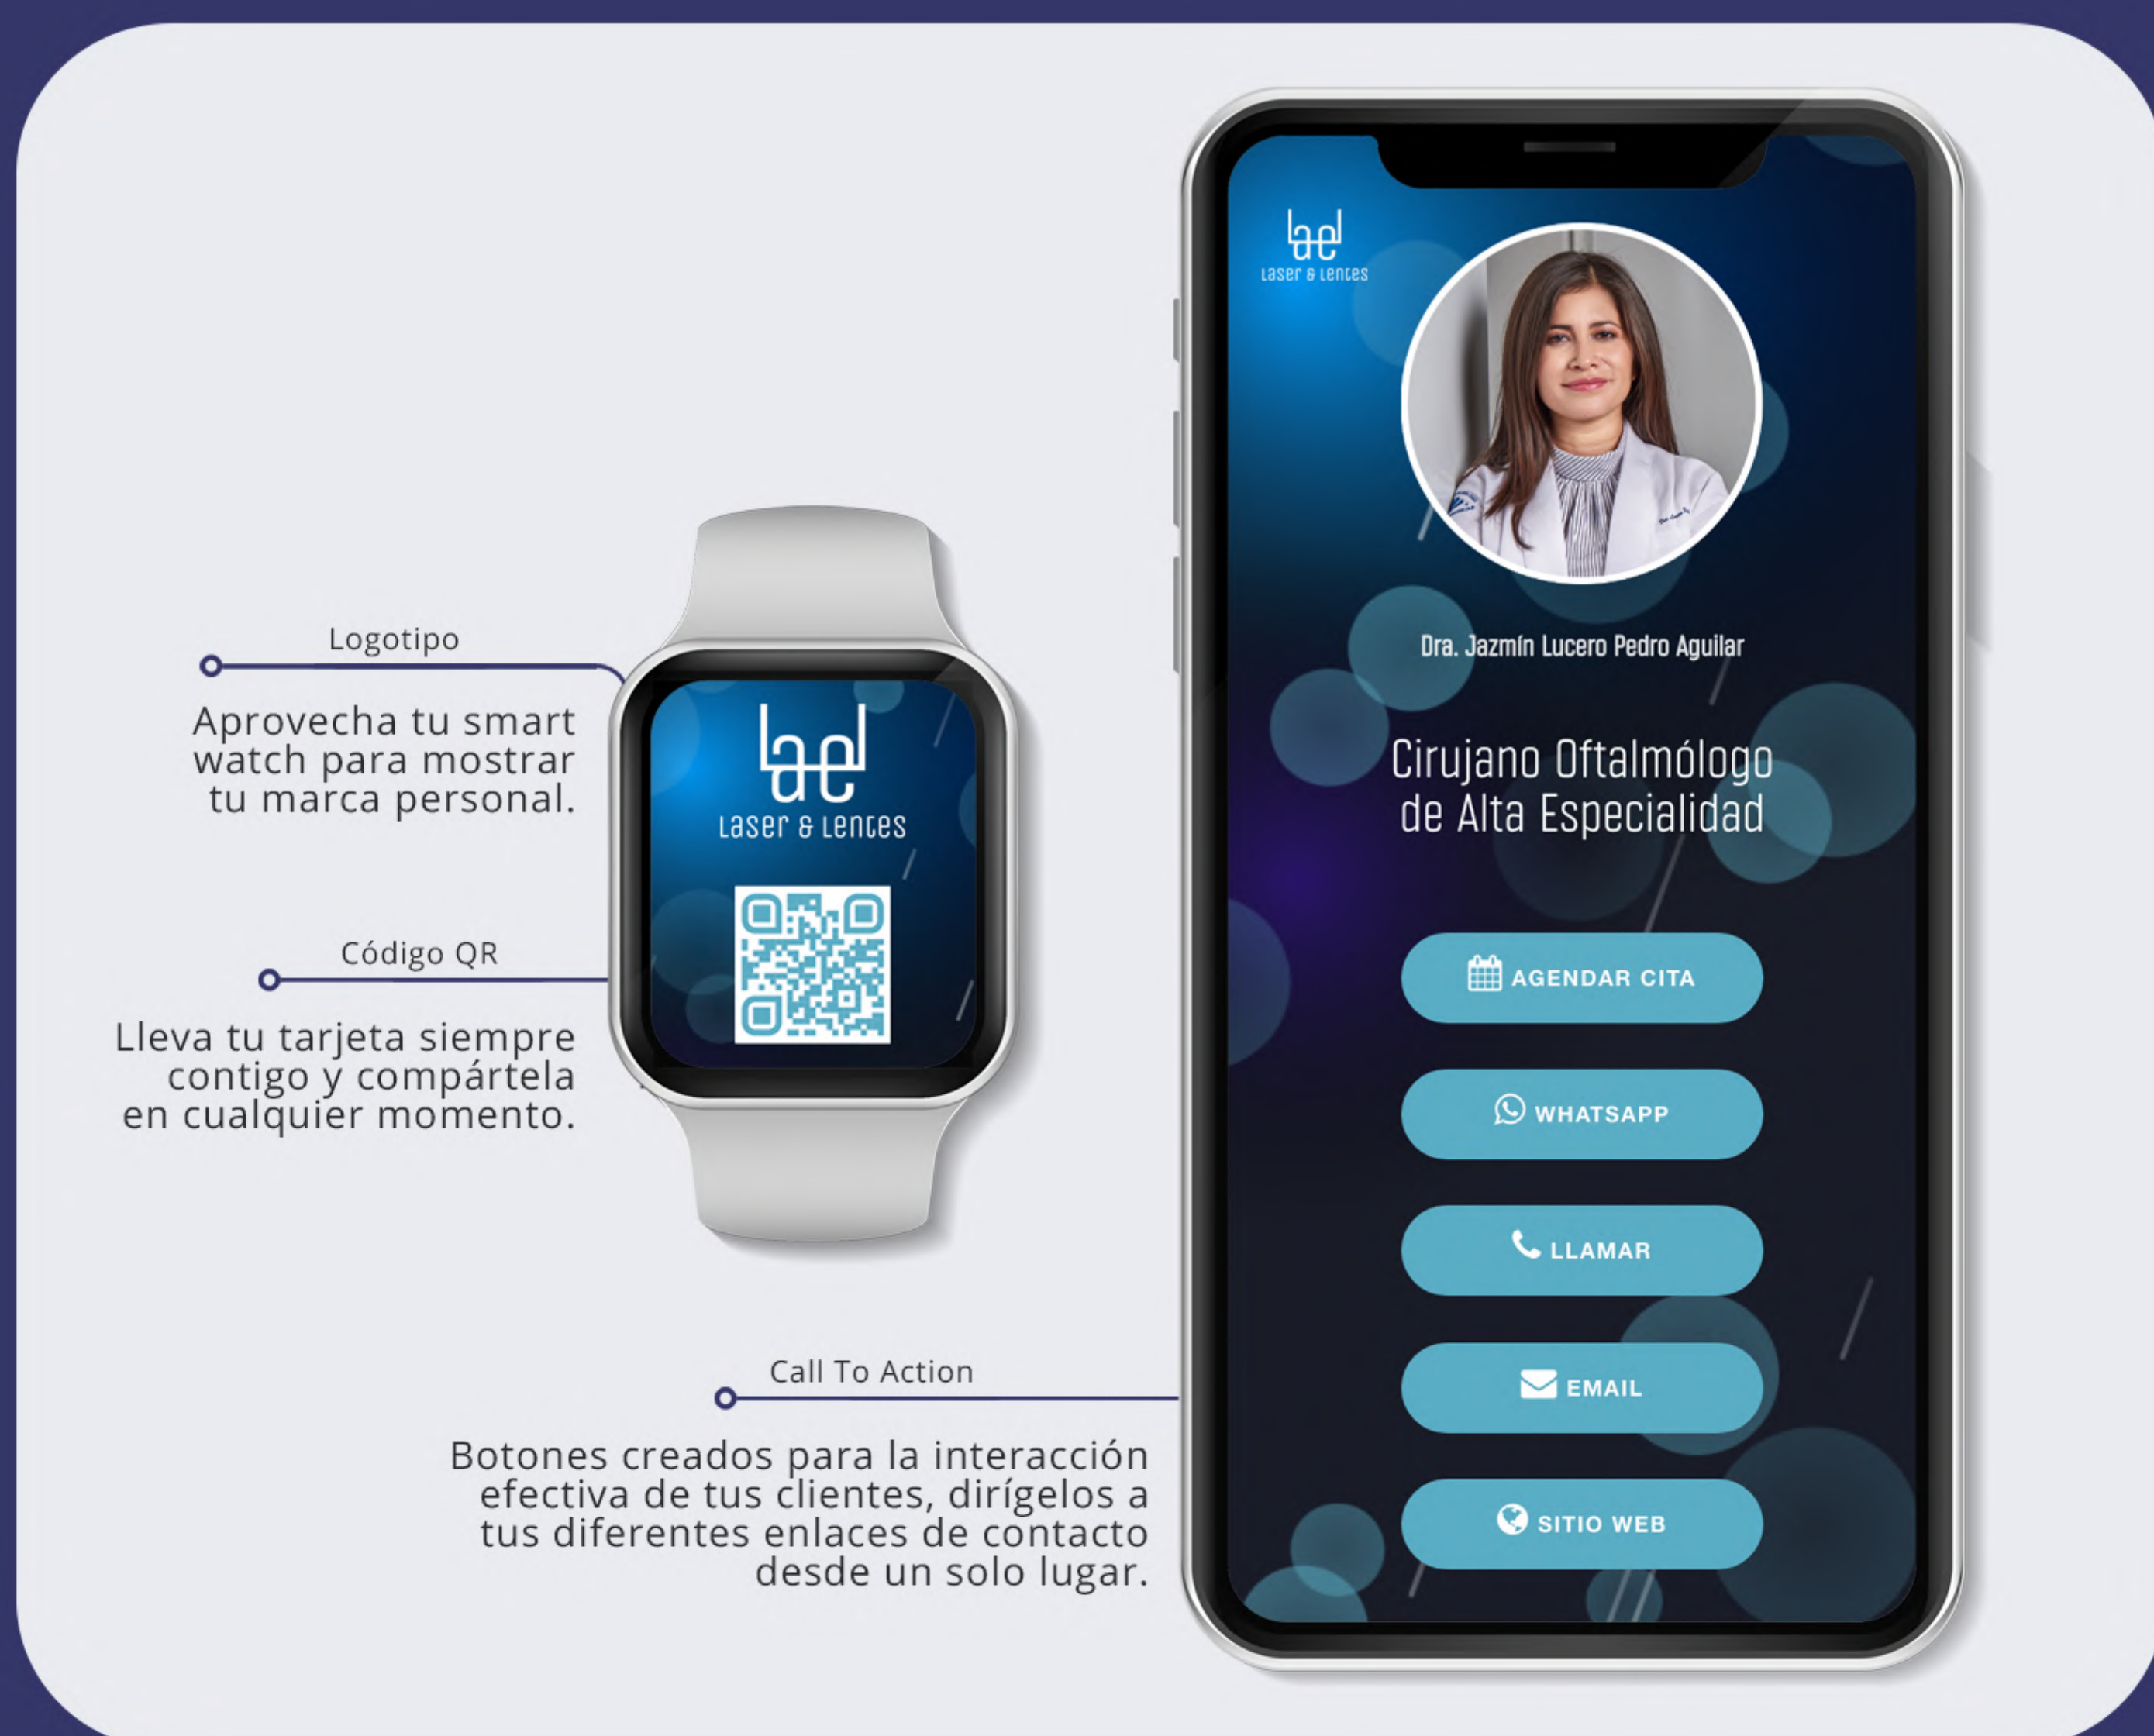 Logotipo
Aprovecha tu smart
watch para mostrar
tu marca personal.
Código QR
Lleva tu tarjeta siempre
contigo y compártela
en cualquier momento.
lael
Laser & Lentes
Call To Action
Botones creados para la interacción
efectiva de tus clientes, dirígelos a
tus diferentes enlaces de contacto
desde un solo lugar.
lael
Laser & Lentes
Dra. Jazmín Lucero Pedro Aguilar
Cirujano Oftalmólogo
de Alta Especialidad
AGENDAR CITA
WHATSAPP
LLAMAR
EMAIL
SITIO WEB